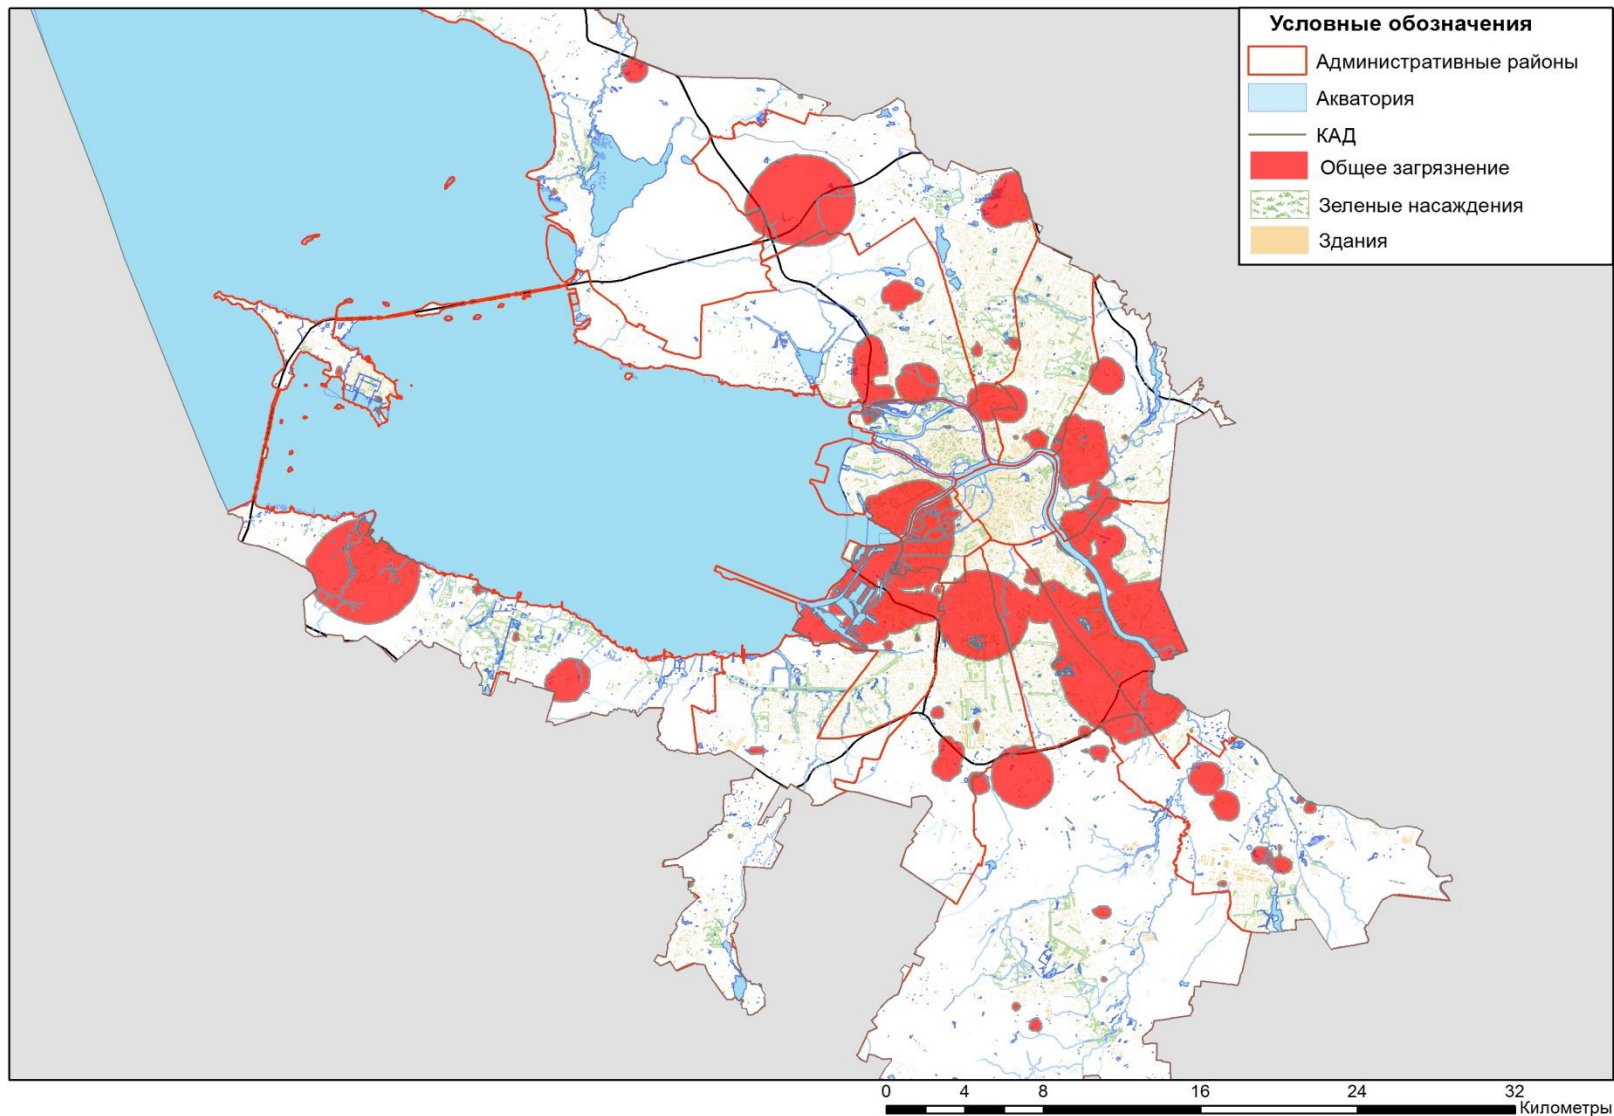 Условные обозначения
Административные районы
Акватория
КАД
Общее загрязнение
Зеленые насаждения
Здания
0 4 8 16 24 32
Километры